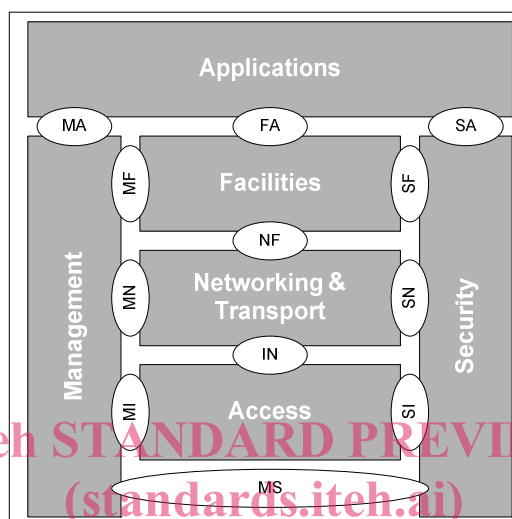 Applications
MA
FA
SA
MF
Facilities
SF
NF
Management
MN
Networking &
Transport
SN
Security
IN
MI
Access
SI
eh STANDARD PREVI
MS
(standards.iteh.ai)